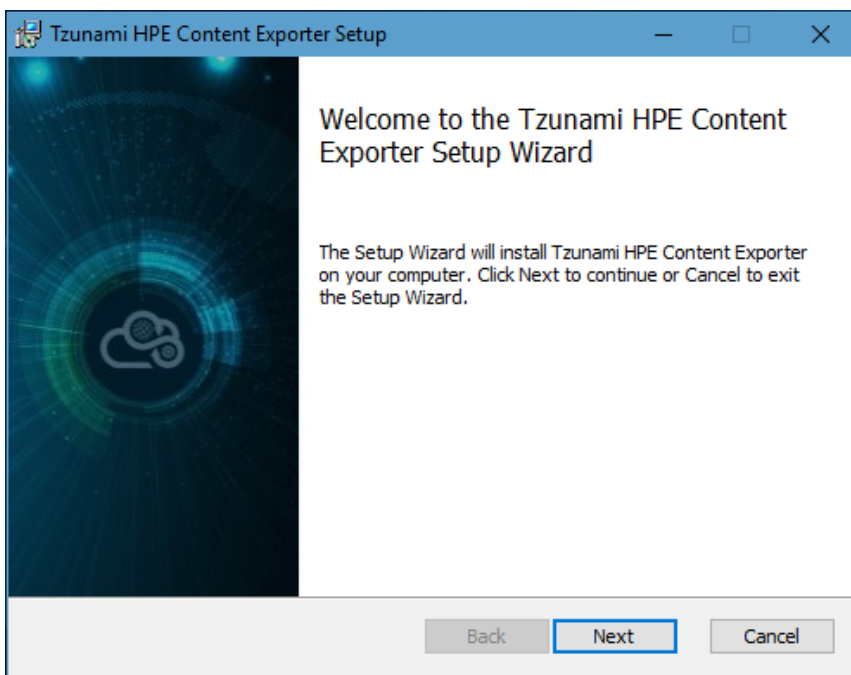 Tzunami HPE Content Exporter Setup
Welcome to the Tzunami HPE Content
Exporter Setup Wizard
The Setup Wizard will install Tzunami HPE Content Exporter
on your computer. Click Next to continue or Cancel to exit
the Setup Wizard.
Back Next Cancel